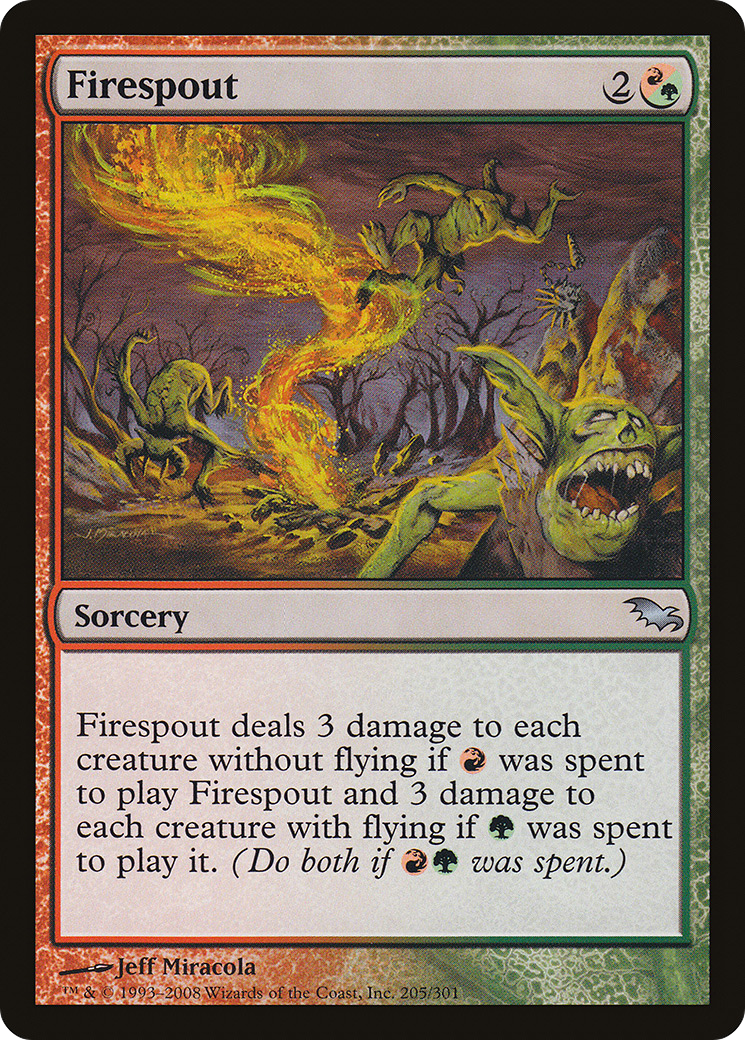 Firespout
2
Sorcery
Firespout deals 3 damage to each
creature without flying if was spent
to play Firespout and 3 damage to
each creature with flying if was spent
to play it. (Do both if was spent.)
Jeff Miracola
™ & © 1993–2008 Wizards of the Coast, Inc. 205/301